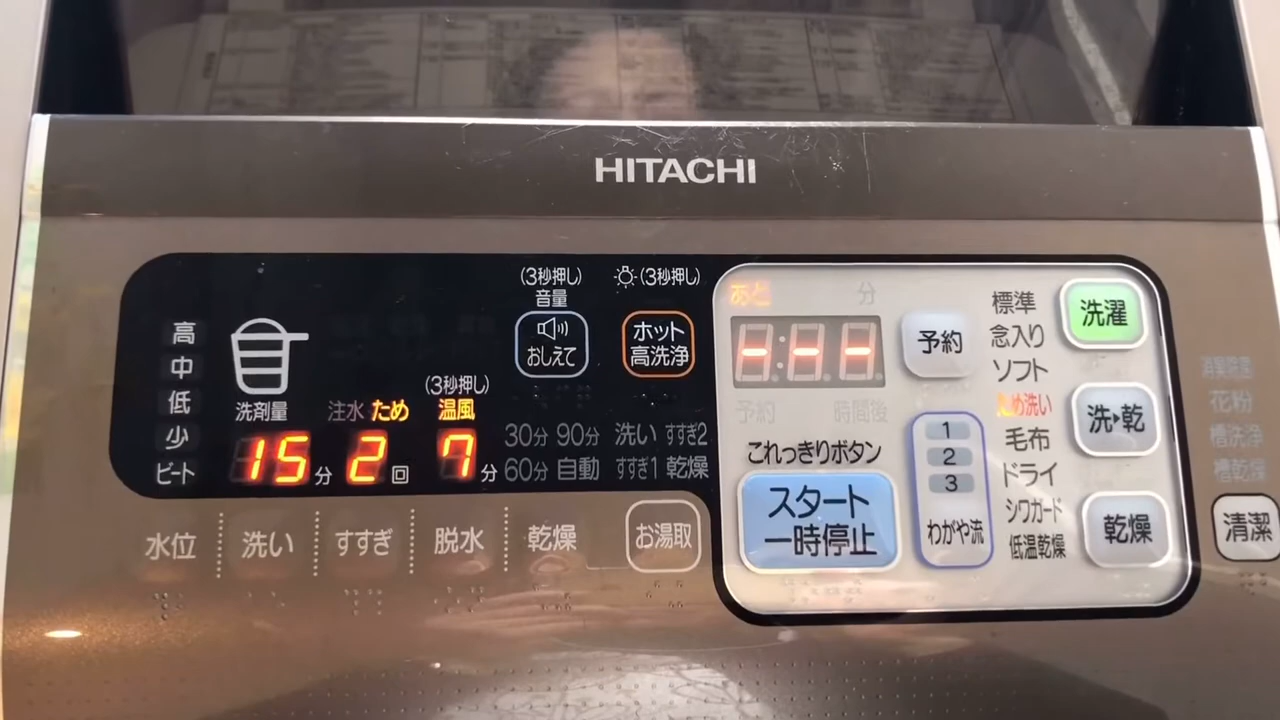 HITACHI
(3秒押し)
音量
おしえて
(3秒押し)
ホット
高洗浄
高
中
低
少
ビート
洗剤量
注水 ため
(3秒押し)
温風
15分
2回
7分
30分 90分
60分 自動
洗い すすぎ2
すすぎ1 乾燥
水位
洗い
すすぎ
脱水
乾燥
お湯取
あと 分
-:--
予約 時間後
予約
これっきりボタン
スタート
一時停止
1
2
3
わがや流
標準
念入り
ソフト
ため洗い
毛布
ドライ
シワガード
低温乾燥
洗濯
洗▸乾
乾燥
花粉
槽洗浄
槽乾燥
清潔